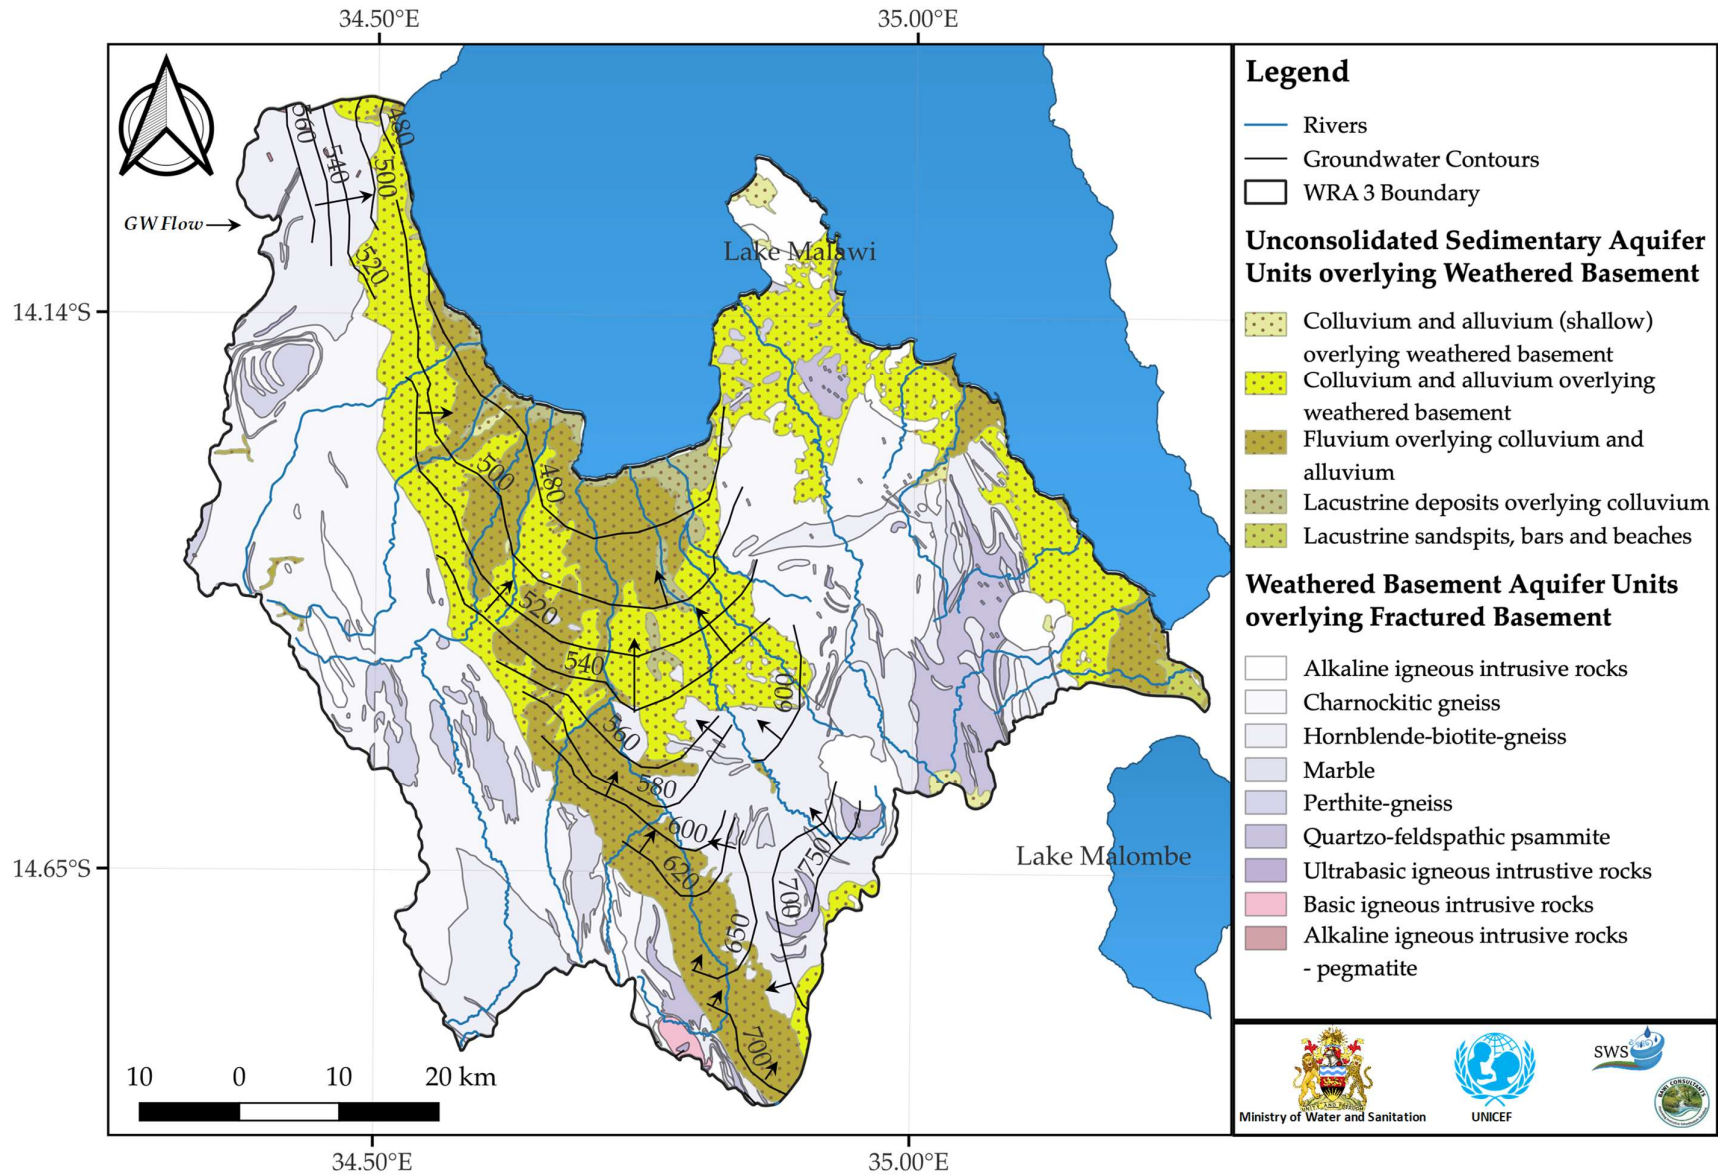 34.50°E
35.00°E
560
540
500
480
GW Flow
520
Lake Malawi
14.14°S
500
480
520
540
600
560
580
600
620
750
700
650
700
Lake Malombe
14.65°S
10 0 10 20 km
34.50°E
35.00°E
Legend
Rivers
Groundwater Contours
WRA 3 Boundary
Unconsolidated Sedimentary Aquifer
Units overlying Weathered Basement
Colluvium and alluvium (shallow)
overlying weathered basement
Colluvium and alluvium overlying
weathered basement
Fluvium overlying colluvium and
alluvium
Lacustrine deposits overlying colluvium
Lacustrine sandspits, bars and beaches
Weathered Basement Aquifer Units
overlying Fractured Basement
Alkaline igneous intrusive rocks
Charnockitic gneiss
Hornblende-biotite-gneiss
Marble
Perthite-gneiss
Quartzo-feldspathic psammite
Ultrabasic igneous intrustive rocks
Basic igneous intrusive rocks
Alkaline igneous intrusive rocks
- pegmatite
UNITY AND FREEDOM
Ministry of Water and Sanitation
UNICEF
SWS